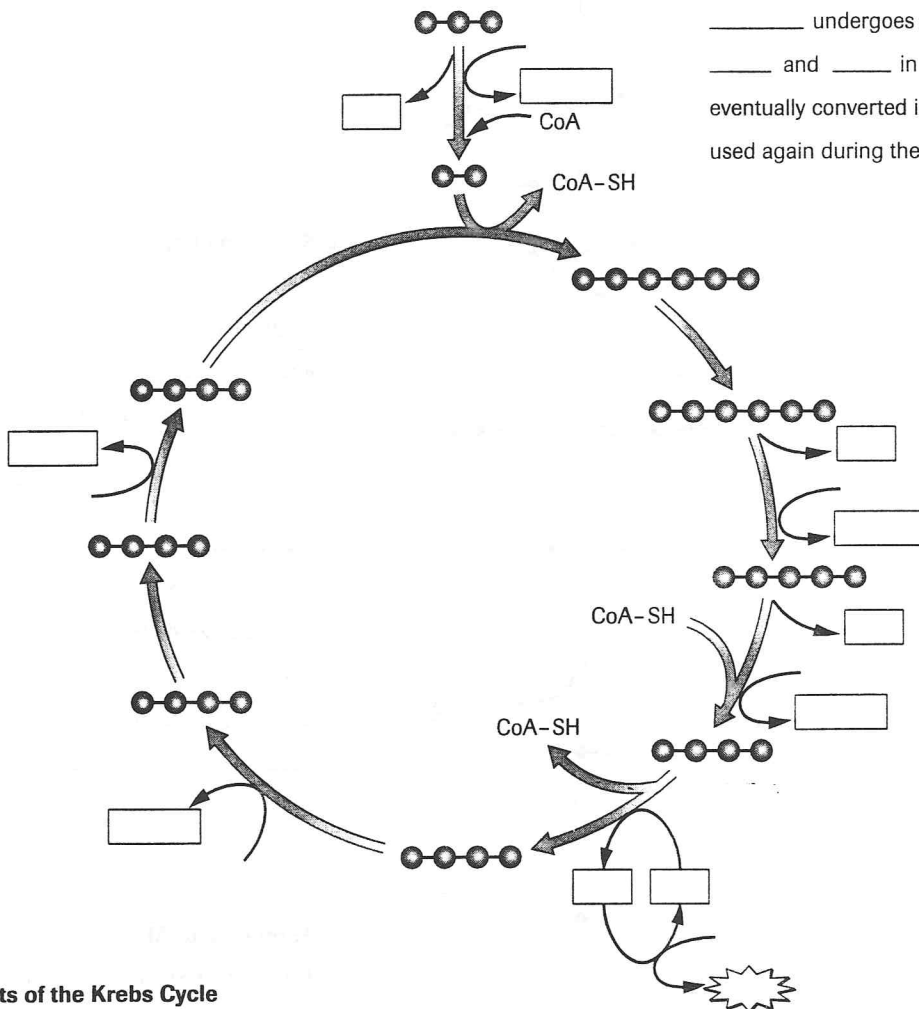 _______ undergoes
_____ and _____ in
eventually converted i
used again during the
CoA
CoA-SH
CoA-SH
CoA-SH
ts of the Krebs Cycle